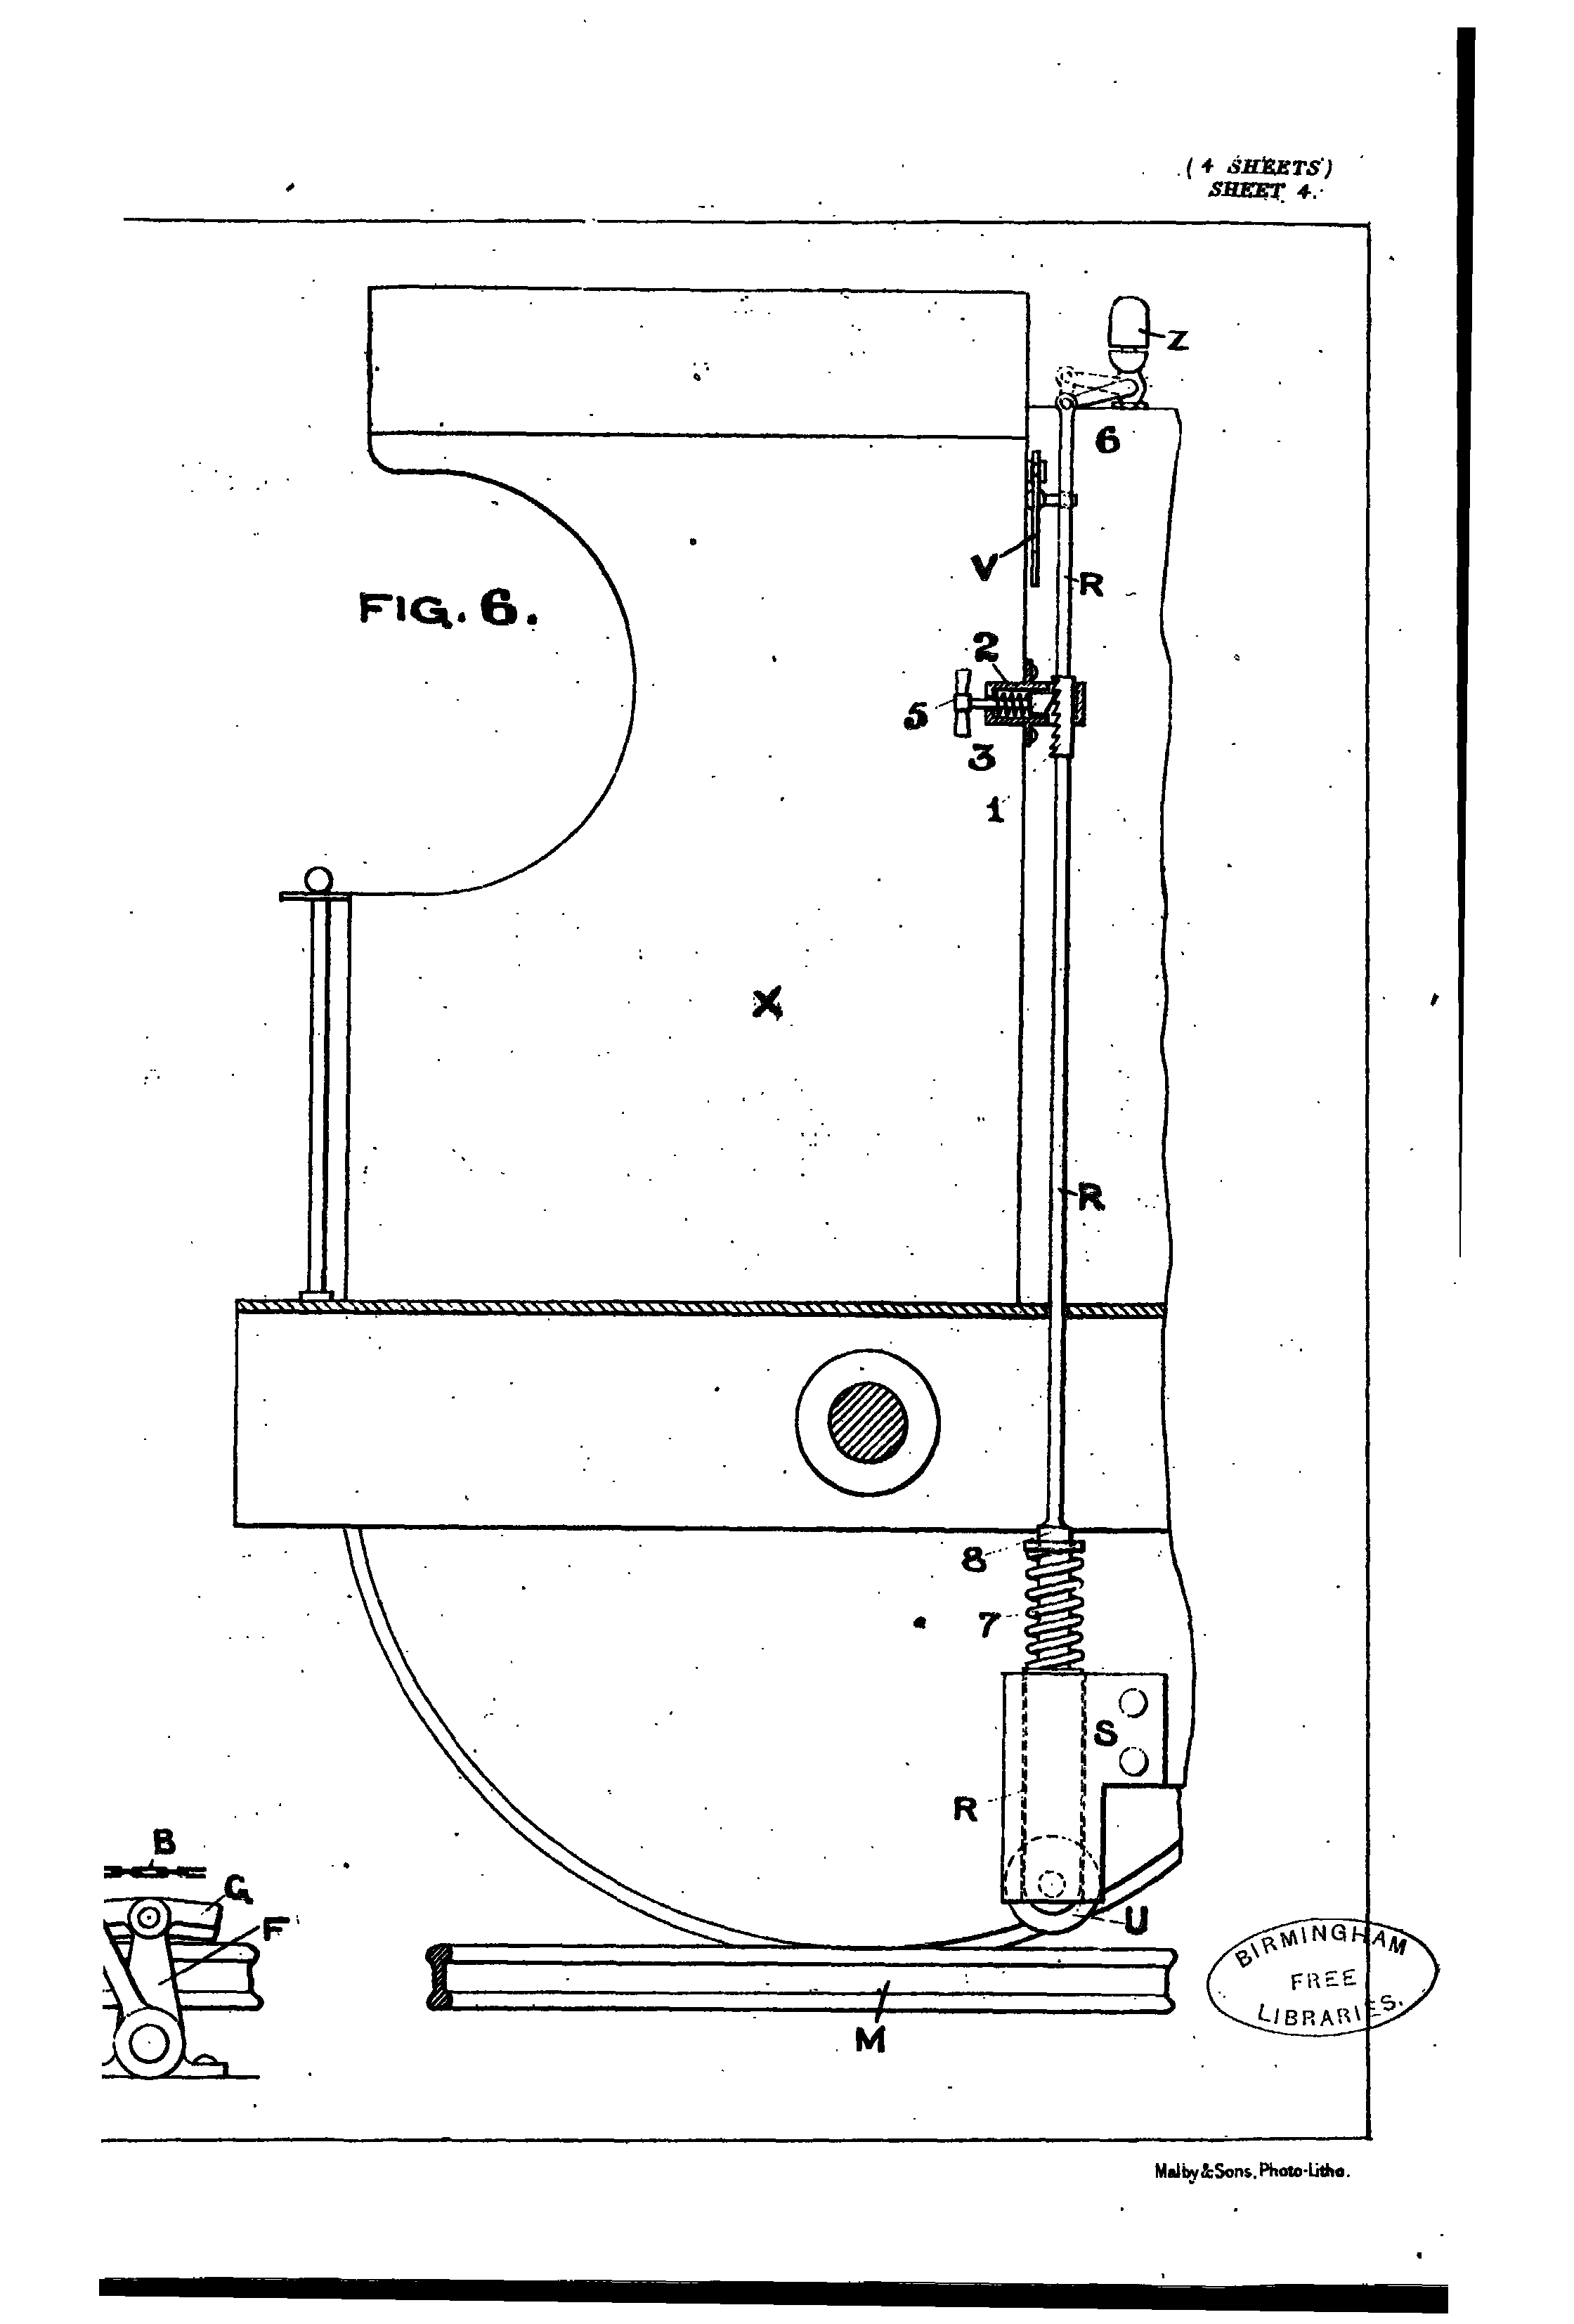 (4 SHEETS)
SHEET 4.
Z
6
V
R
FIG. 6.
2
5
3
1
X
R
8
7
S
R
B
G
F
U
M
BIRMINGHAM
FREE
LIBRARIES.
Malby & Sons, Photo-Litho.